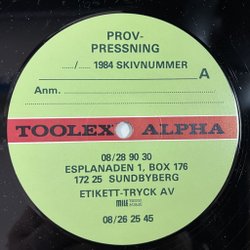 PROV-
PRESSNING
...../..... 1984 SKIVNUMMER
A
Anm.
TOOLEX ALPHA
08/28 90 30
ESPLANADEN 1, BOX 176
172 25 SUNDBYBERG
ETIKETT-TRYCK AV
08/26 25 45